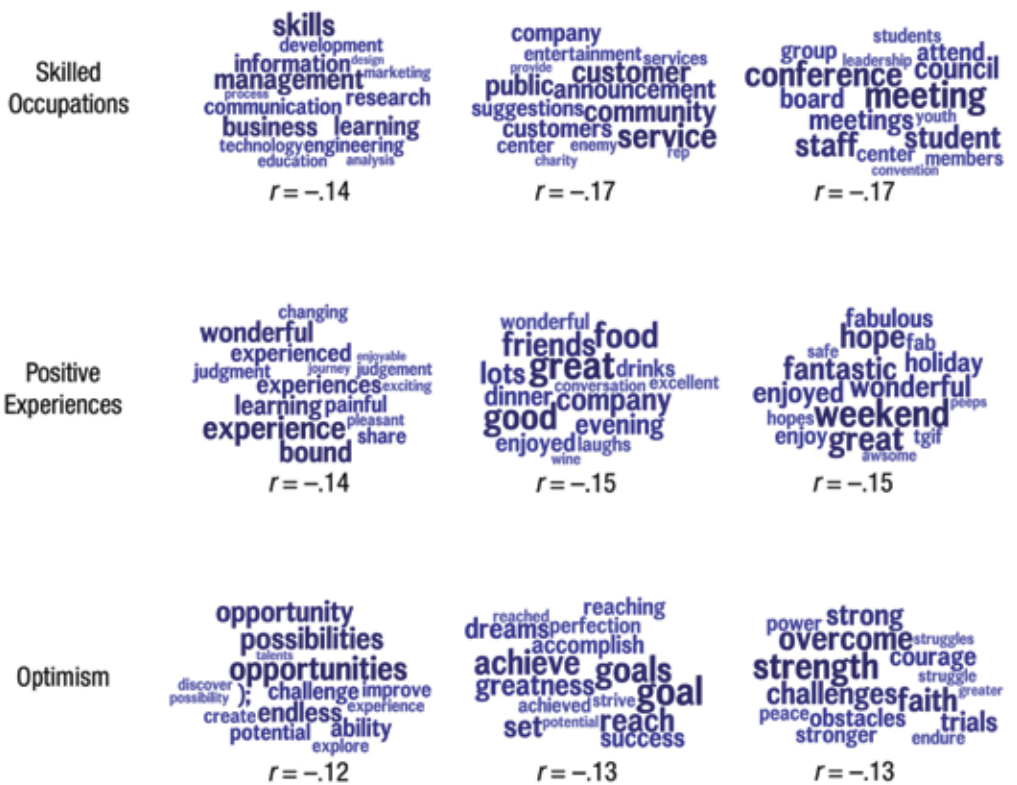 Skilled
Occupations
skills
development
information design
management marketing
process
communication research
business learning
technology engineering
education analysis
r = –.14
company
entertainment services
provide
customer
public announcement
suggestions community
customers service
center enemy rep
charity
r = –.17
students
group leadership attend
conference council
board meeting
meetings youth
staff student
center members
convention
r = –.17
Positive
Experiences
changing
wonderful
experienced enjoyable
judgment journey judgement
experiences exciting
learning painful
experience pleasant
share
bound
r = –.14
wonderful
friends food
lots great drinks
conversation excellent
dinner company
good evening
enjoyed laughs
wine
r = –.15
fabulous
hope fab
safe
fantastic holiday
enjoyed wonderful
hopes weekend peeps
enjoy great tgif
awsome
r = –.15
Optimism
opportunity
possibilities
talents
opportunities
discover ); challenge improve
possibility
create endless experience
potential ability
explore
r = –.12
reaching
reached
dreams perfection
accomplish
achieve goals
greatness goal
achieved strive
set potential reach
success
r = –.13
strong
power
overcome struggles
strength courage
struggle
challenges faith greater
peace obstacles trials
stronger endure
r = –.13